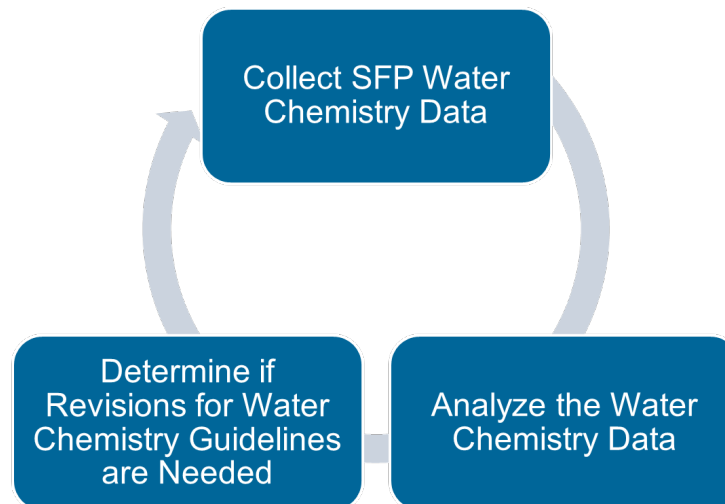 Collect SFP Water
Chemistry Data
Determine if
Revisions for Water
Chemistry Guidelines
are Needed
Analyze the Water
Chemistry Data